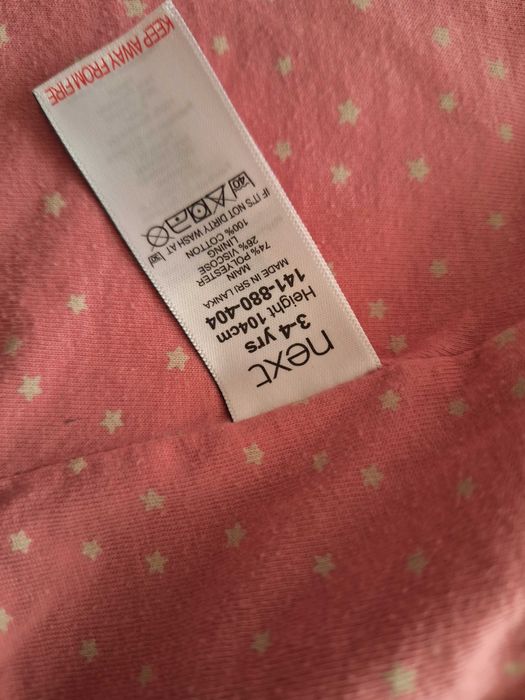 next
3-4 yrs
Height 104cm
141-880-404
MADE IN SRI LANKA
MAIN
74% POLYESTER
26% VISCOSE
LINING
100% COTTON
IF IT'S NOT DIRTY WASH AT 30
40
KEEP AWAY FROM FIRE